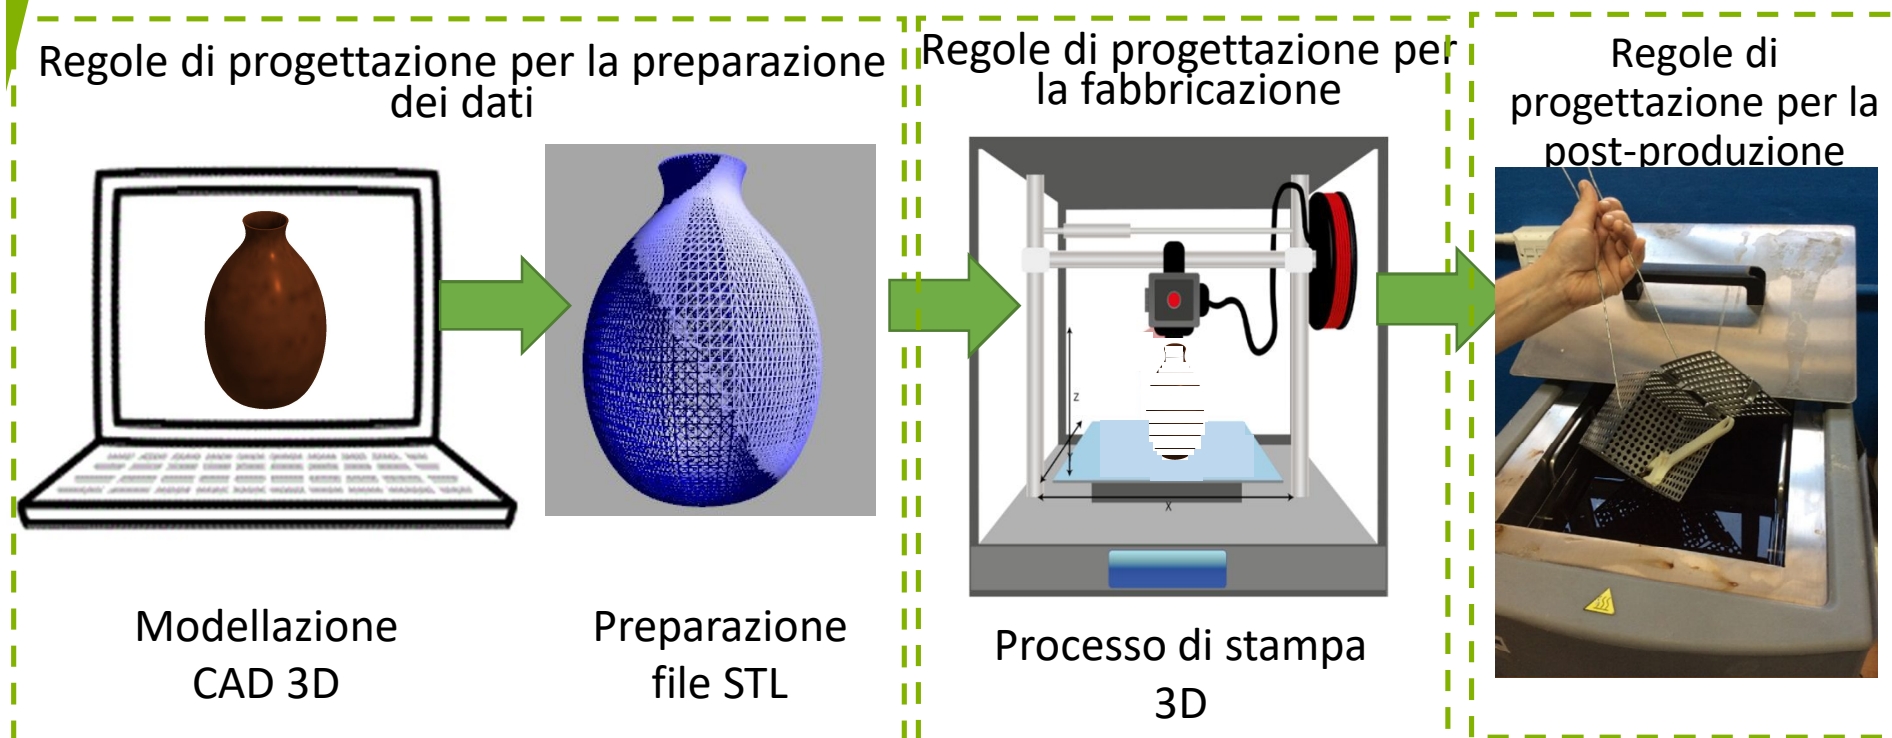 Regole di progettazione per la preparazione
dei dati
Regole di progettazione per
la fabbricazione
Regole di
progettazione per la
post-produzione
Z
X
Modellazione
CAD 3D
Preparazione
file STL
Processo di stampa
3D